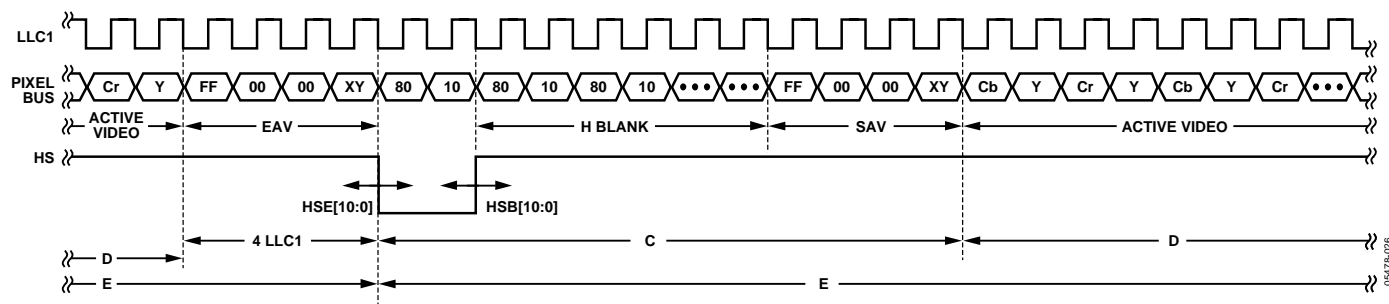 LLC1
PIXEL BUS Cr Y FF 00 00 XY 80 10 80 10 80 10 ••• ••• FF 00 00 XY Cb Y Cr Y Cb Y Cr •••
ACTIVE VIDEO EAV H BLANK SAV ACTIVE VIDEO
HS
HSE[10:0] HSB[10:0]
4 LLC1 C D
D
E E
05478-026